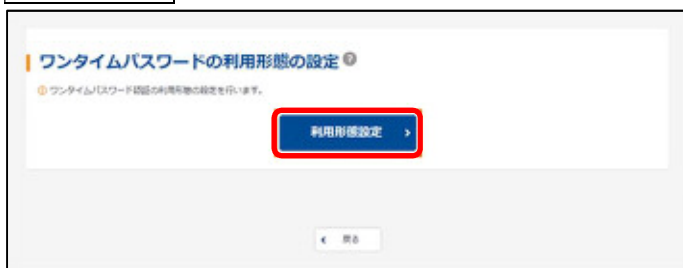 ワンタイムパスワードの利用形態の設定 ?
ワンタイムパスワード認証の利用形態の設定を行います。
利用形態設定
戻る